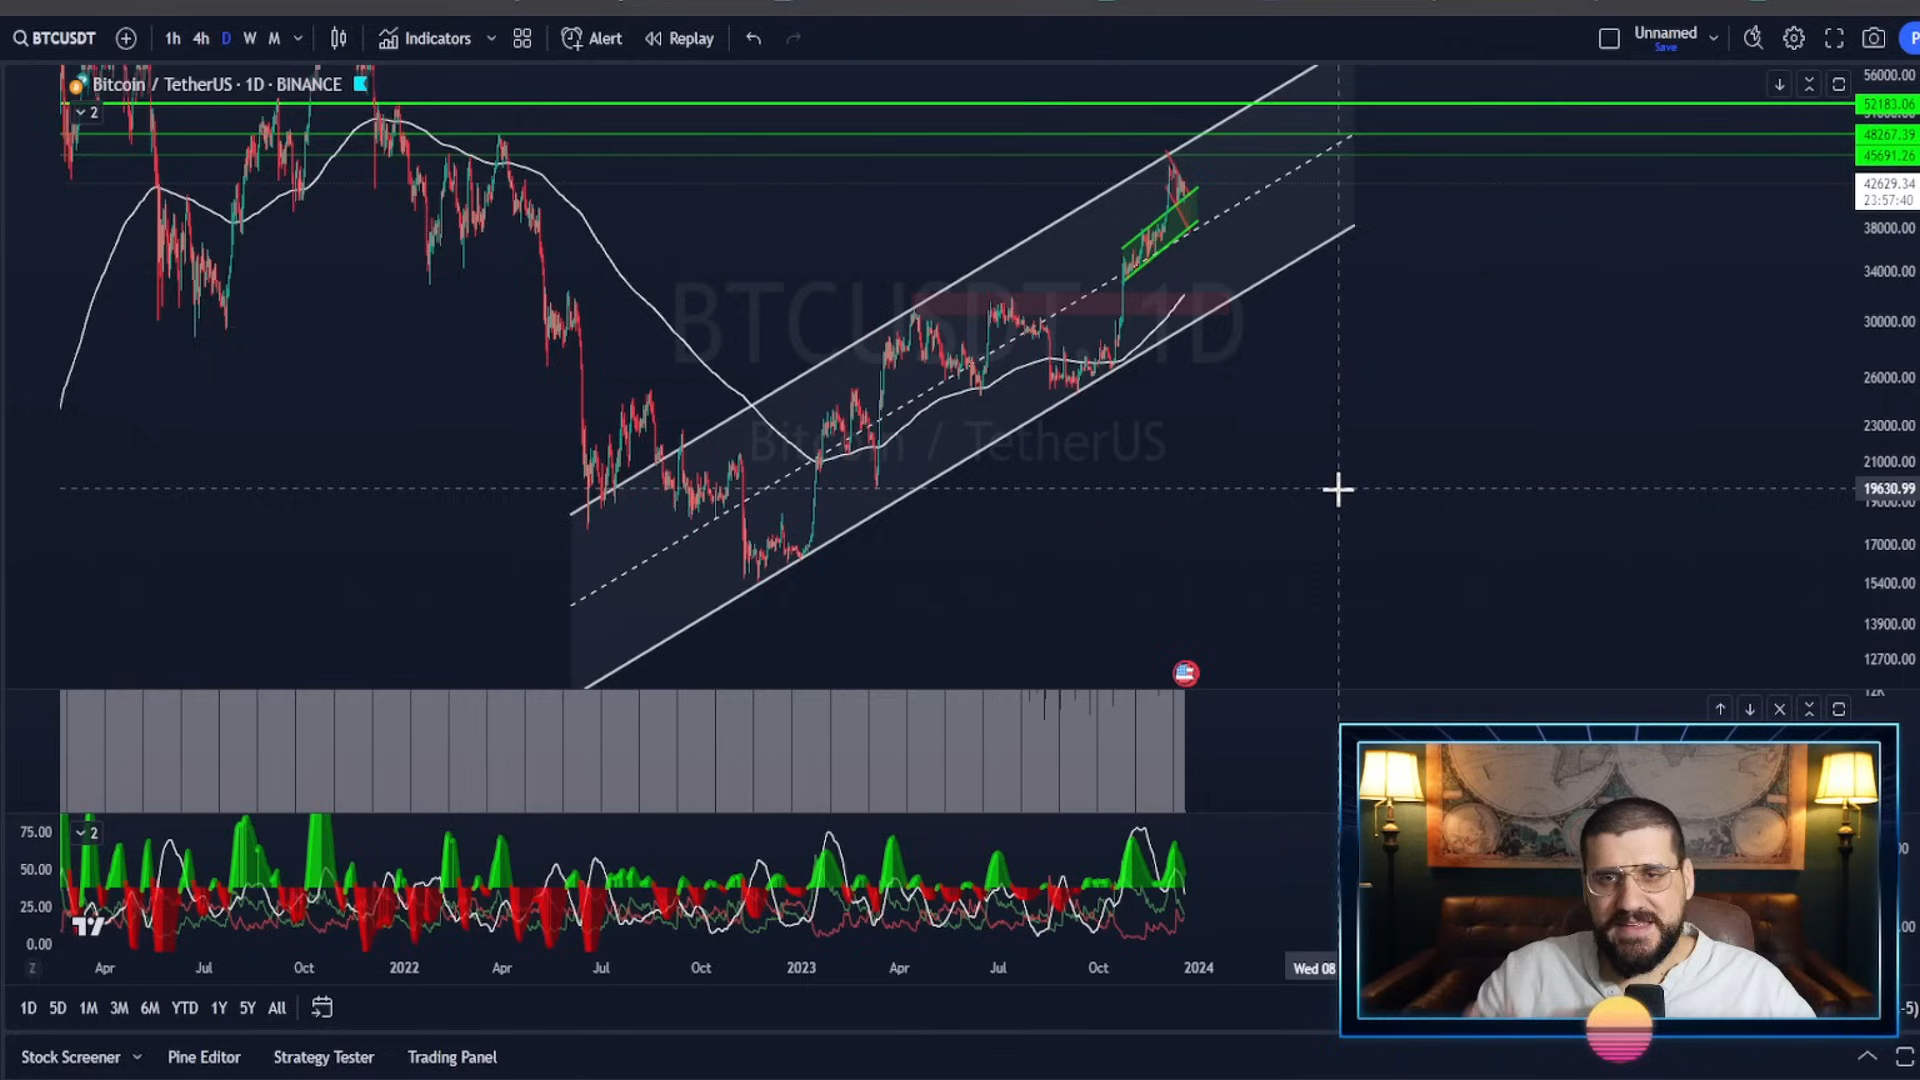 BTCUSDT 1h 4h D W M Indicators Alert Replay Unnamed
Save
Bitcoin / TetherUS · 1D · BINANCE
2
BTCUSDT, 1D
Bitcoin / TetherUS
56000.00
52183.06
48267.39
45691.26
42629.34
23:57:40
38000.00
34000.00
30000.00
26000.00
23000.00
21000.00
19630.99
17000.00
15400.00
13900.00
12700.00
75.00
2
50.00
25.00
0.00
Z Apr Jul Oct 2022 Apr Jul Oct 2023 Apr Jul Oct 2024 Wed 08
1D 5D 1M 3M 6M YTD 1Y 5Y All
Stock Screener Pine Editor Strategy Tester Trading Panel